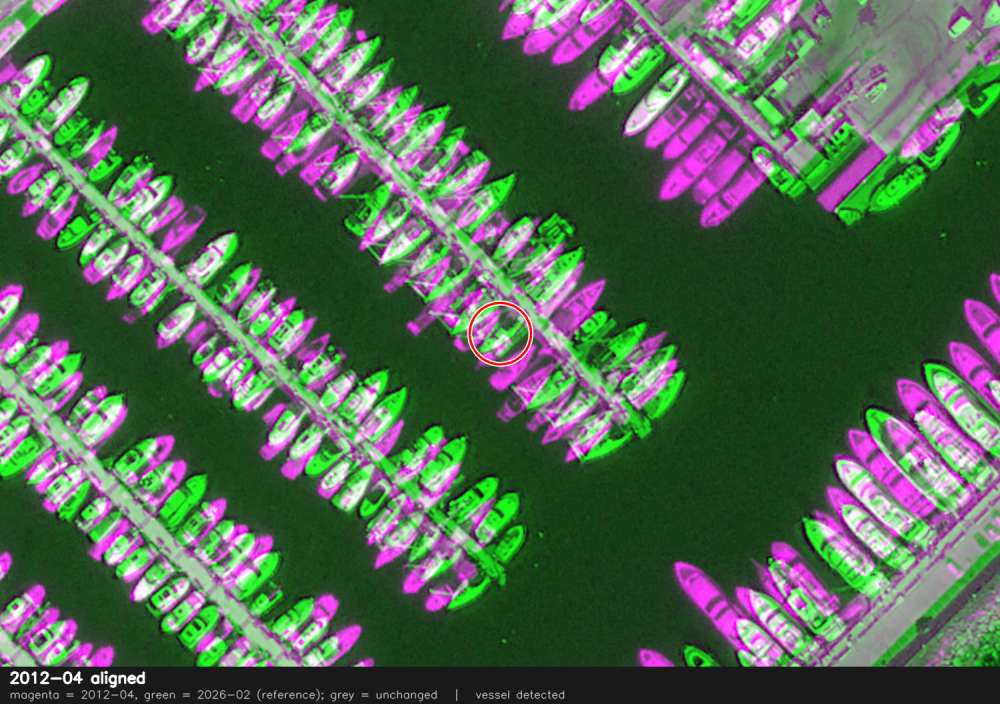 2012-04 aligned
magenta = 2012-04, green = 2026-02 (reference); grey = unchanged | vessel detected